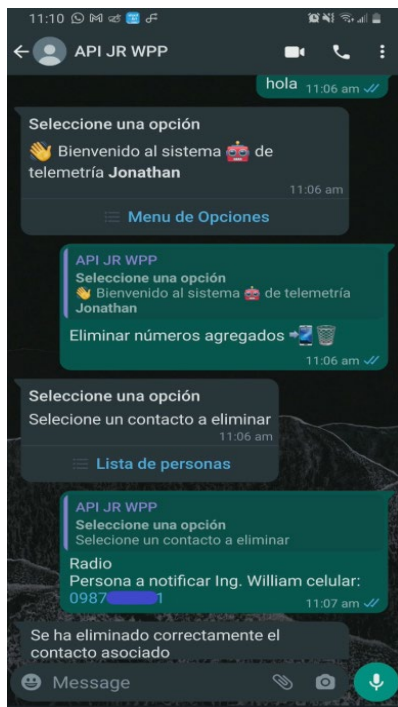 11:10
API JR WPP
hola 11:06 am
Seleccione una opción
Bienvenido al sistema de
telemetría Jonathan
11:06 am
Menu de Opciones
API JR WPP
Seleccione una opción
Bienvenido al sistema de telemetría
Jonathan
Eliminar números agregados
11:06 am
Seleccione una opción
Selecione un contacto a eliminar
11:06 am
Lista de personas
API JR WPP
Seleccione una opción
Selecione un contacto a eliminar
Radio
Persona a notificar Ing. William celular:
0987 1
11:07 am
Se ha eliminado correctamente el
contacto asociado
Message